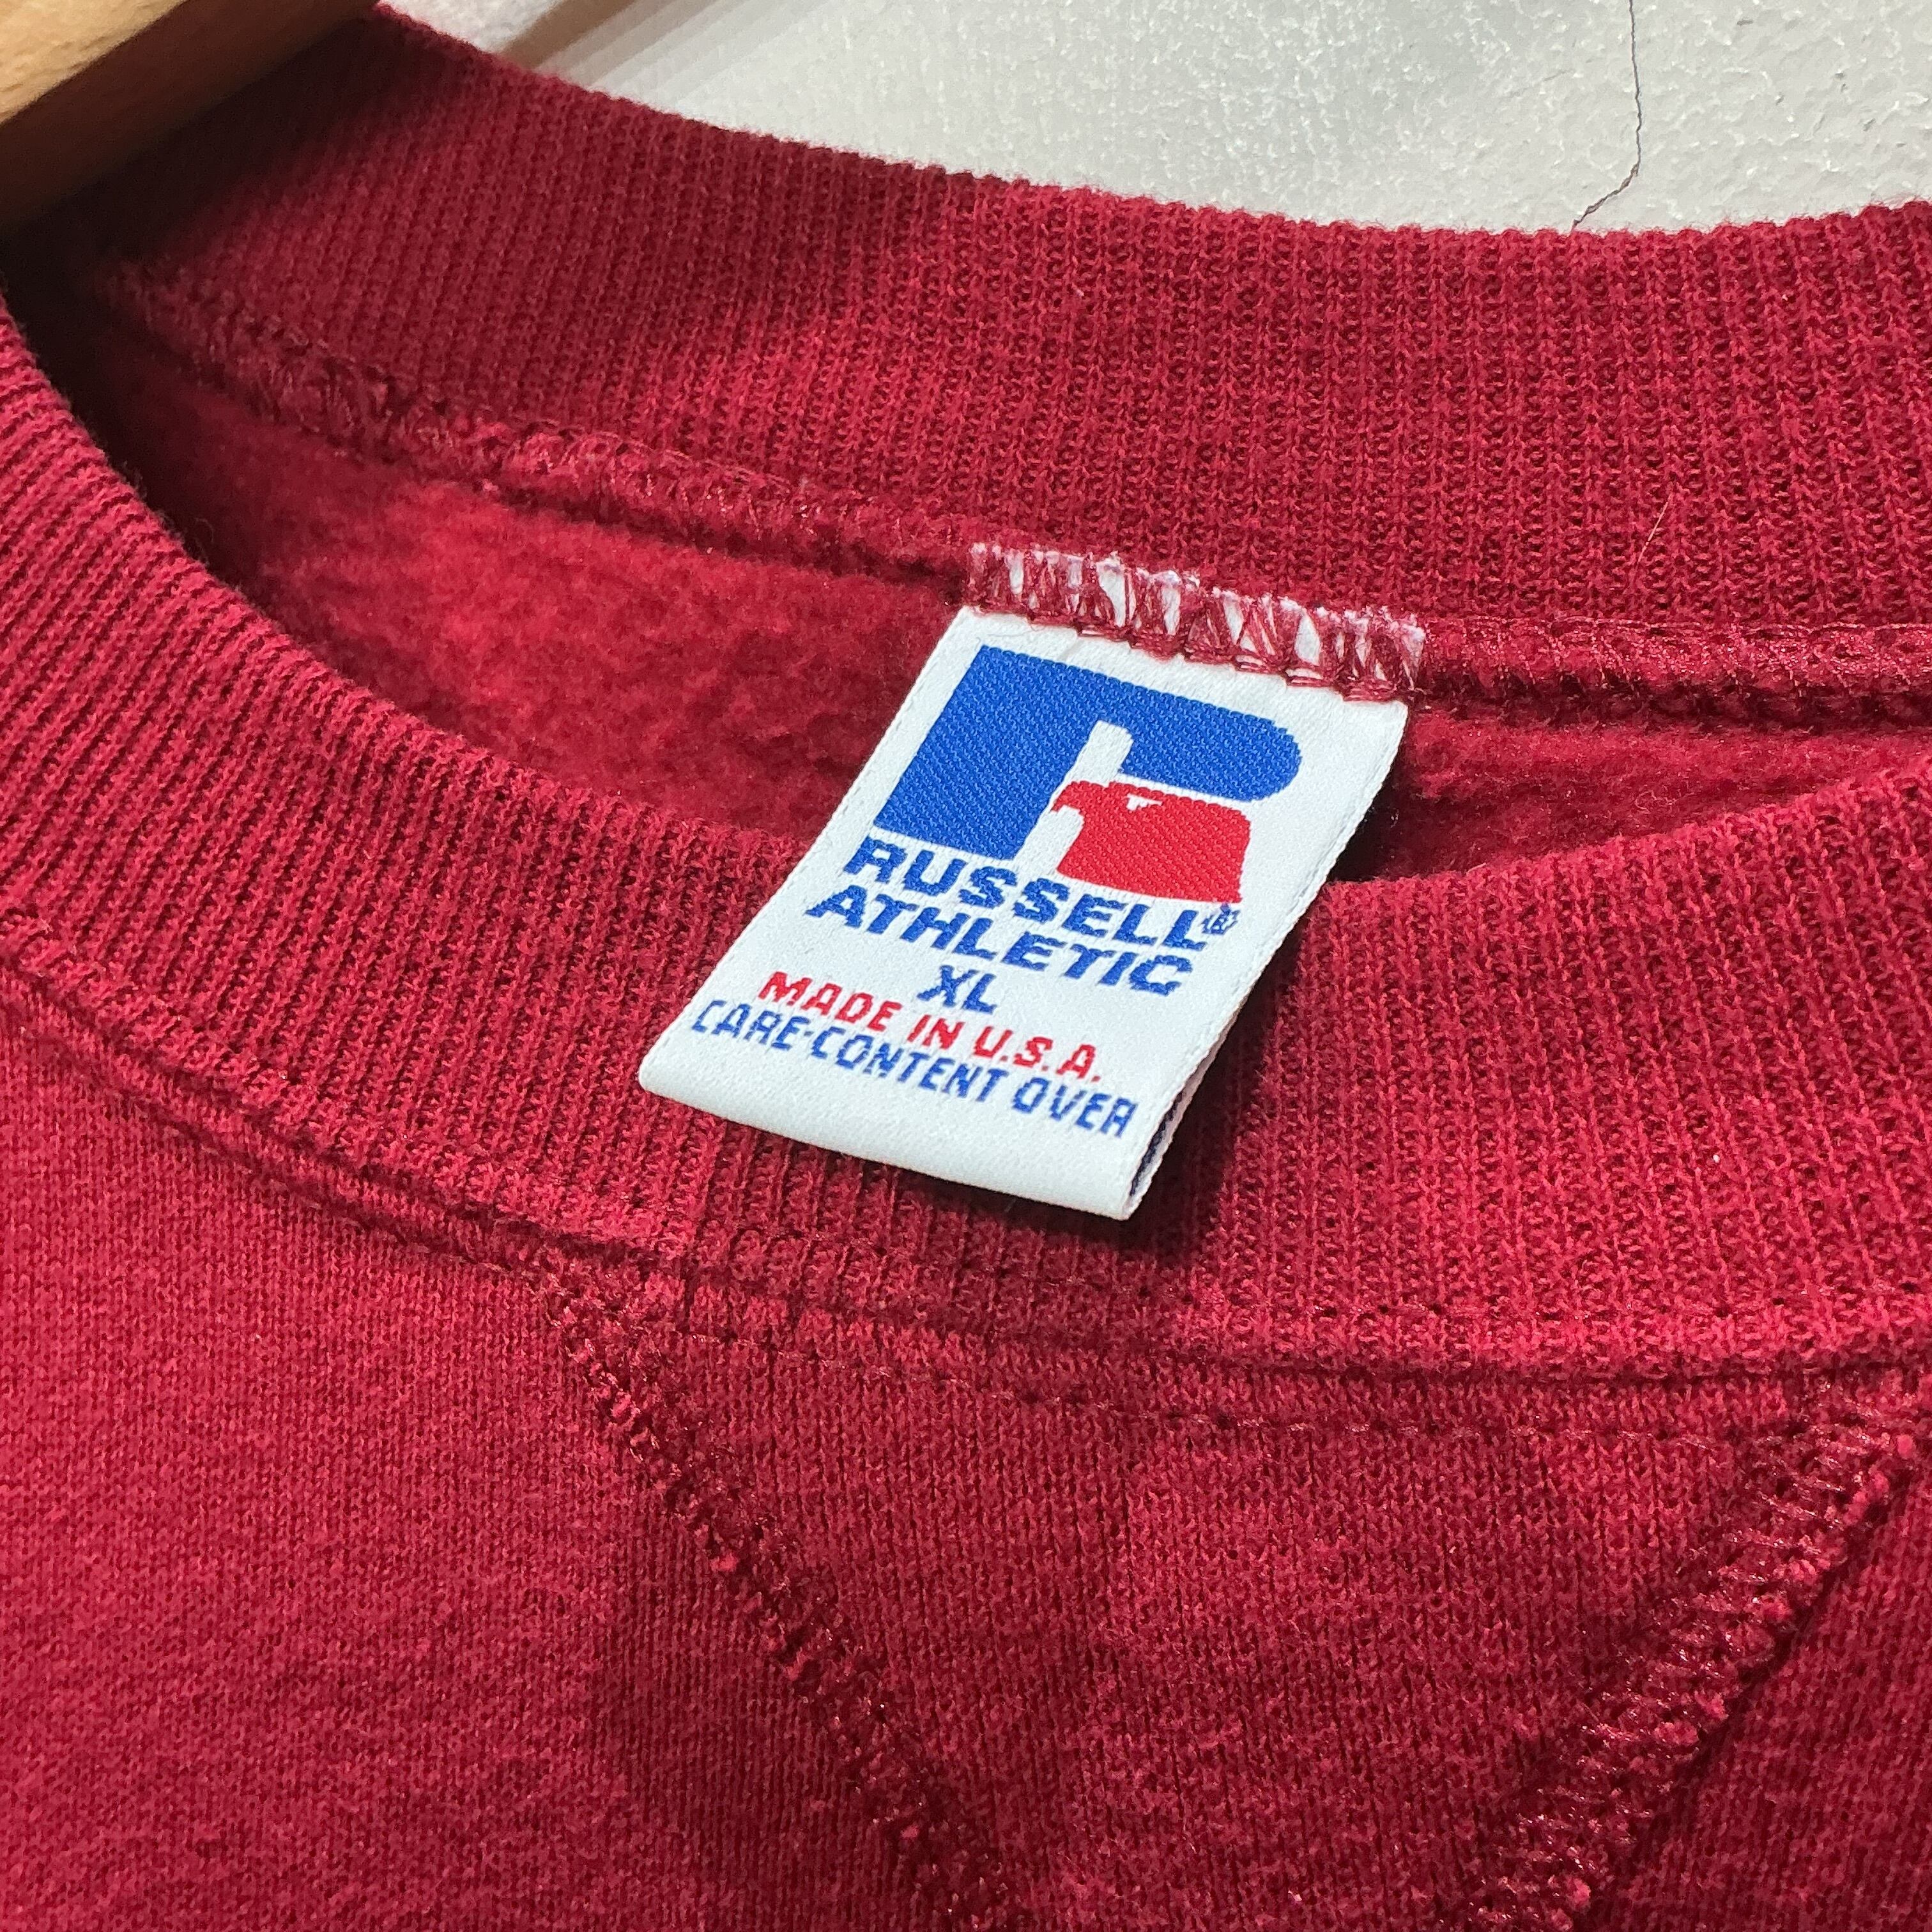 RUSSELL®
ATHLETIC
XL
MADE IN U.S.A.
CARE-CONTENT OVER